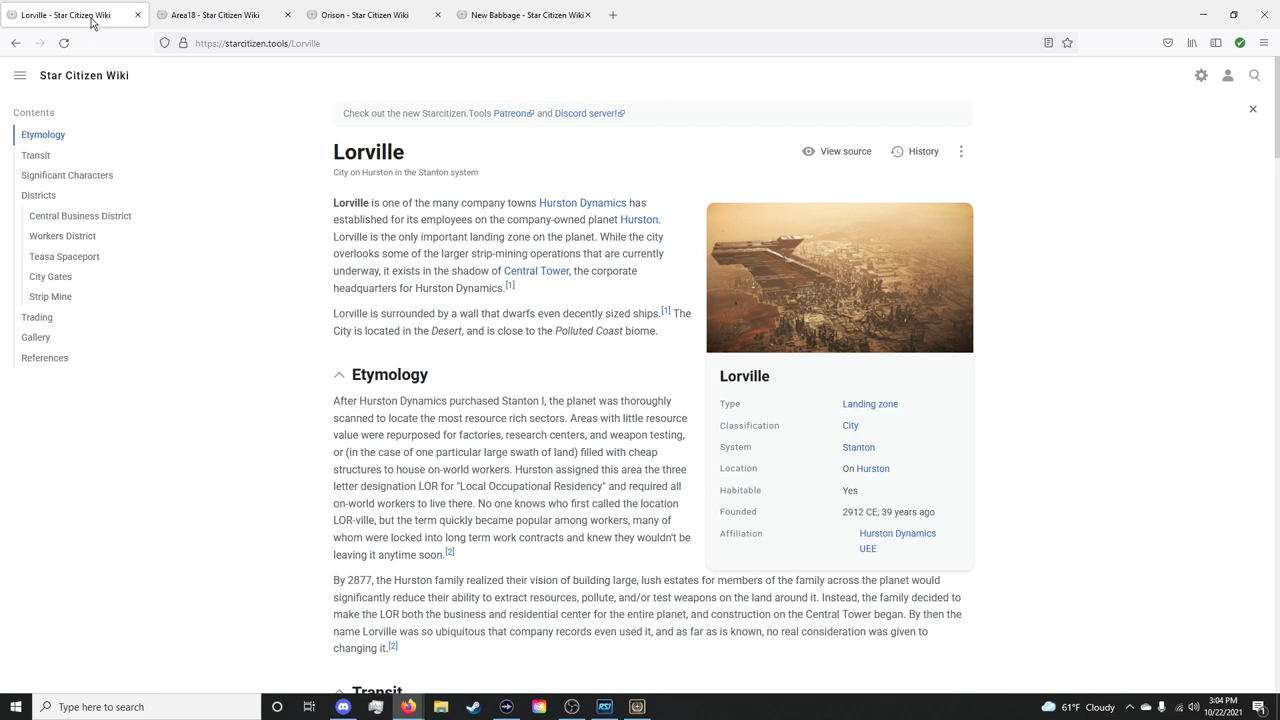 Lorville - Star Citizen Wiki
Area18 - Star Citizen Wiki
Orison - Star Citizen Wiki
New Babbage - Star Citizen Wiki
https://starcitizen.tools/Lorville
Star Citizen Wiki
Contents
Etymology
Transit
Significant Characters
Districts
Central Business District
Workers District
Teasa Spaceport
City Gates
Strip Mine
Trading
Gallery
References
Check out the new Starcitizen.Tools Patreon and Discord server!
Lorville
View source
History
City on Hurston in the Stanton system
Lorville is one of the many company towns Hurston Dynamics has
established for its employees on the company-owned planet Hurston.
Lorville is the only important landing zone on the planet. While the city
overlooks some of the larger strip-mining operations that are currently
underway, it exists in the shadow of Central Tower, the corporate
headquarters for Hurston Dynamics.[1]
Lorville is surrounded by a wall that dwarfs even decently sized ships.[1] The
City is located in the Desert, and is close to the Polluted Coast biome.
Etymology
After Hurston Dynamics purchased Stanton I, the planet was thoroughly
scanned to locate the most resource rich sectors. Areas with little resource
value were repurposed for factories, research centers, and weapon testing,
or (in the case of one particular large swath of land) filled with cheap
structures to house on-world workers. Hurston assigned this area the three
letter designation LOR for "Local Occupational Residency" and required all
on-world workers to live there. No one knows who first called the location
LOR-ville, but the term quickly became popular among workers, many of
whom were locked into long term work contracts and knew they wouldn't be
leaving it anytime soon.[2]
By 2877, the Hurston family realized their vision of building large, lush estates for members of the family across the planet would
significantly reduce their ability to extract resources, pollute, and/or test weapons on the land around it. Instead, the family decided to
make the LOR both the business and residential center for the entire planet, and construction on the Central Tower began. By then the
name Lorville was so ubiquitous that company records even used it, and as far as is known, no real consideration was given to
changing it.[2]
Transit
Lorville
Type Landing zone
Classification City
System Stanton
Location On Hurston
Habitable Yes
Founded 2912 CE; 39 years ago
Affiliation Hurston Dynamics
UEE
Type here to search
RSI
61°F Cloudy
3:04 PM
10/22/2021
1